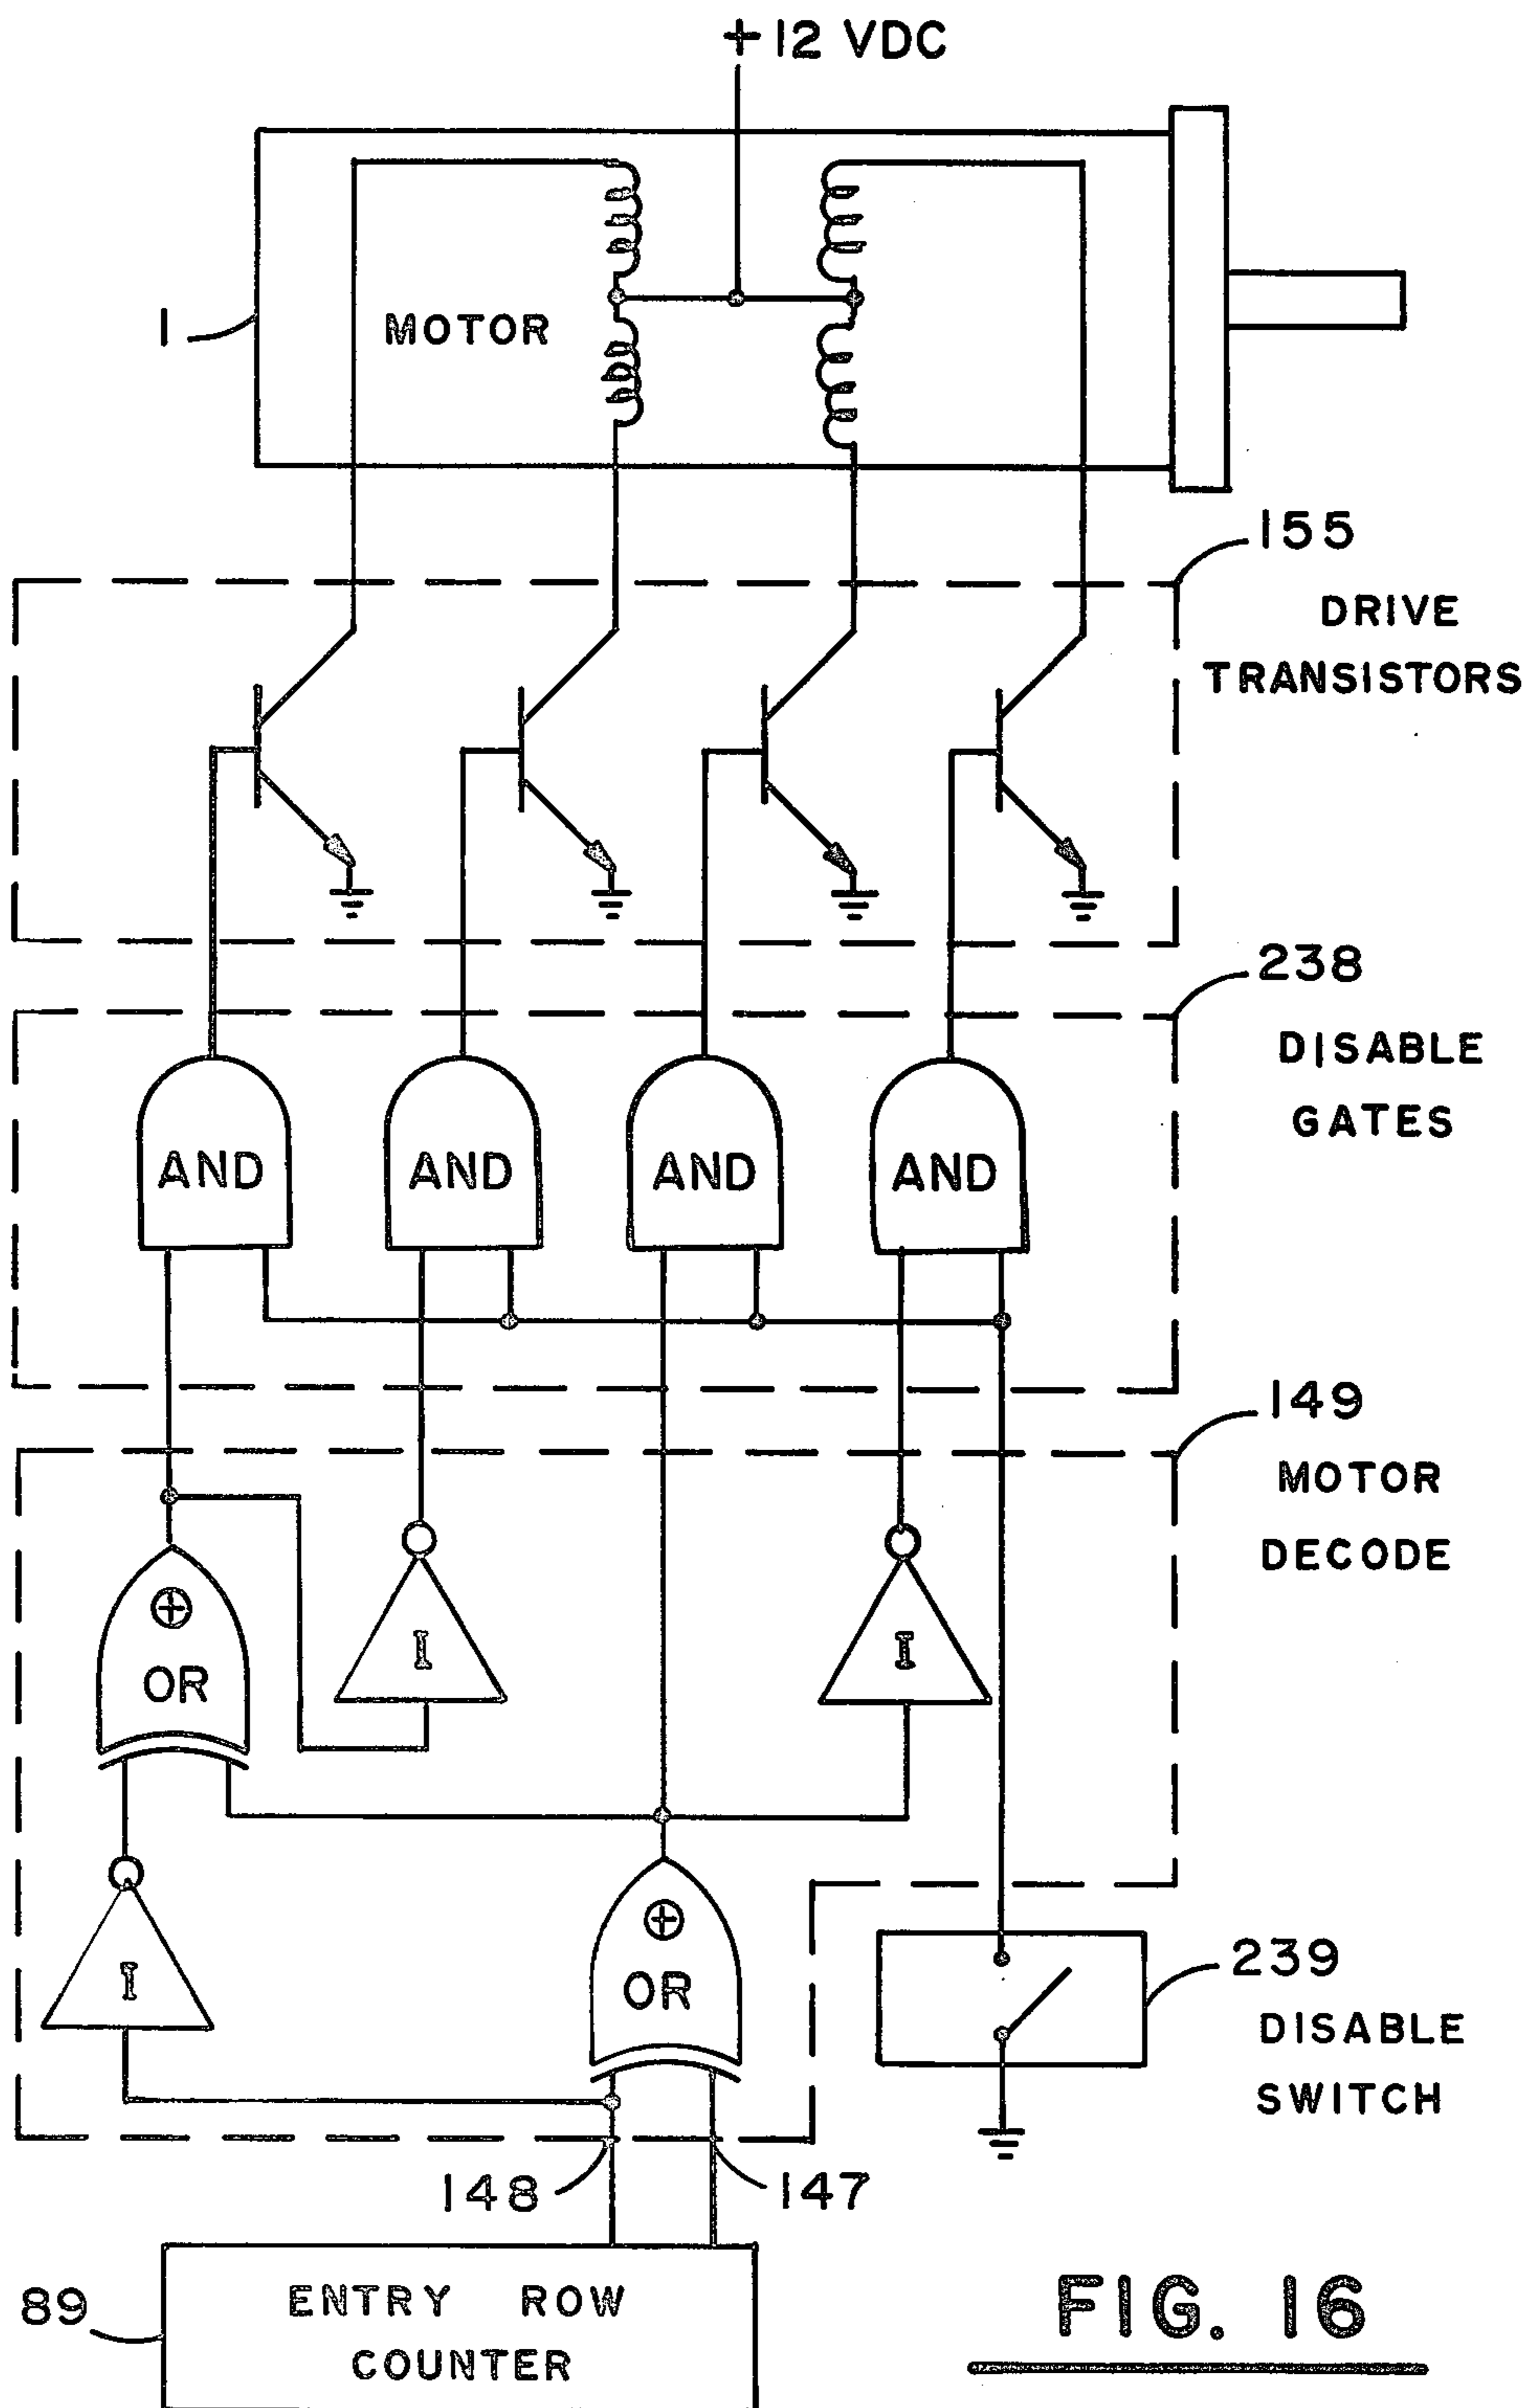 +12 VDC
1
MOTOR
155
DRIVE
TRANSISTORS
238
DISABLE
GATES
AND AND AND AND
149
MOTOR
DECODE
OR
I
I
I
OR
239
DISABLE
SWITCH
148
147
89
ENTRY ROW
COUNTER
FIG. 16